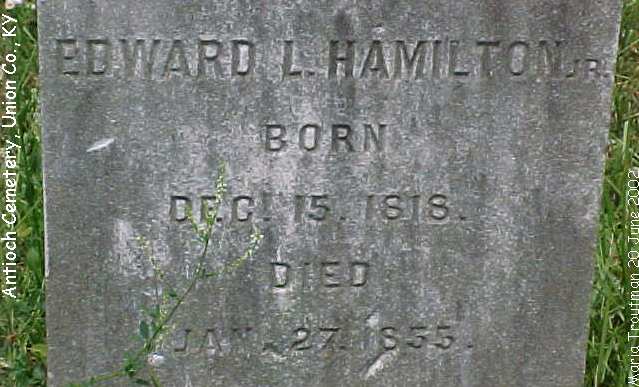 EDWARD L. HAMILTON JR.
BORN
DEC. 15. 1818.
DIED
JAN. 27. 1855.
Antioch Cemetery, Union Co., KY
Maria Troutman 20 June 2002